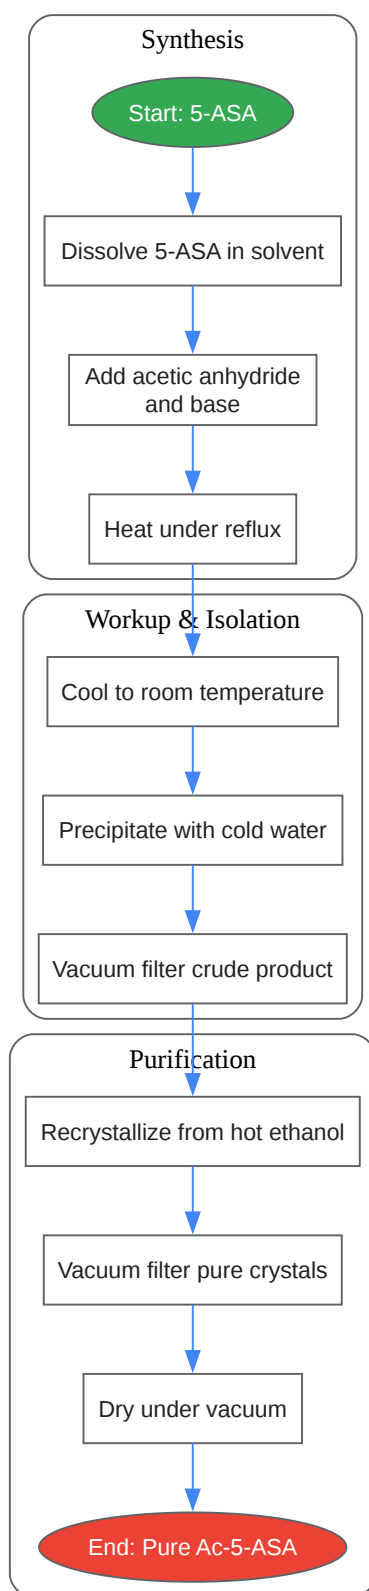 Synthesis
Start: 5-ASA
Dissolve 5-ASA in solvent
Add acetic anhydride
and base
Heat under reflux
Workup & Isolation
Cool to room temperature
Precipitate with cold water
Vacuum filter crude product
Purification
Recrystallize from hot ethanol
Vacuum filter pure crystals
Dry under vacuum
End: Pure Ac-5-ASA